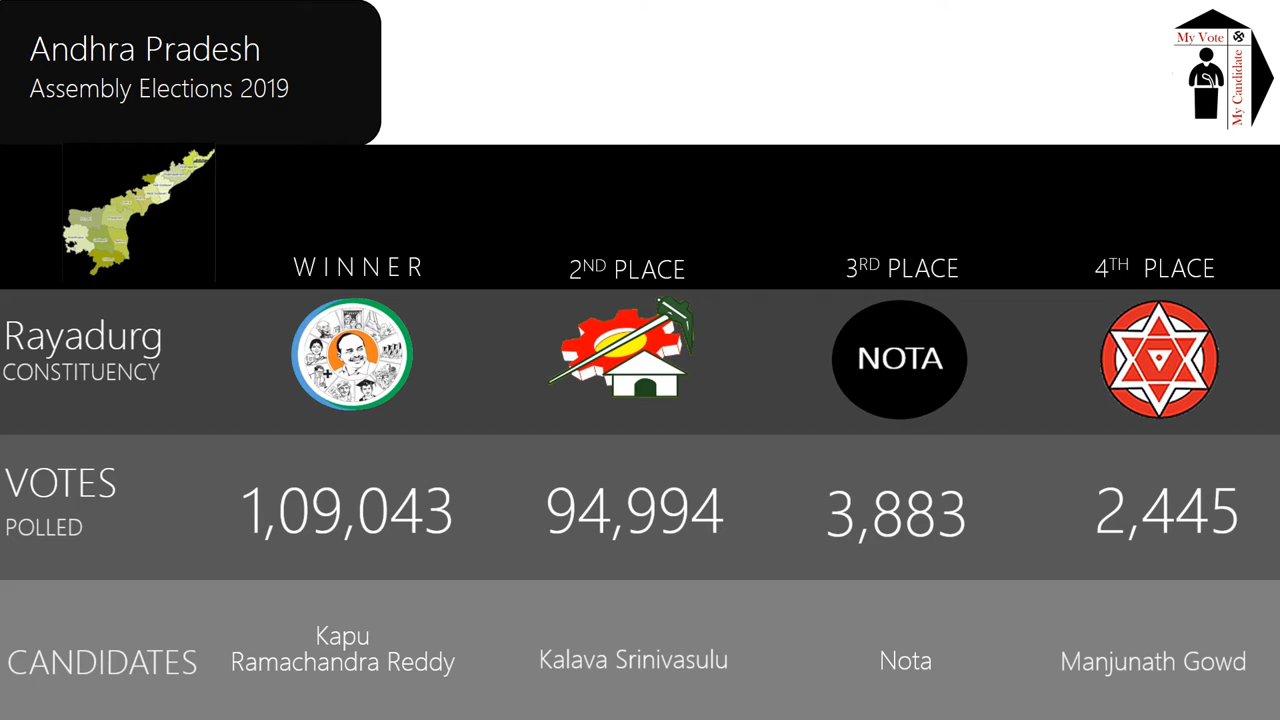 Andhra Pradesh
Assembly Elections 2019
My Vote
My Candidate
WINNER
2ND PLACE
3RD PLACE
4TH PLACE
Rayadurg
CONSTITUENCY
NOTA
VOTES
POLLED
1,09,043
94,994
3,883
2,445
CANDIDATES
Kapu
Ramachandra Reddy
Kalava Srinivasulu
Nota
Manjunath Gowd